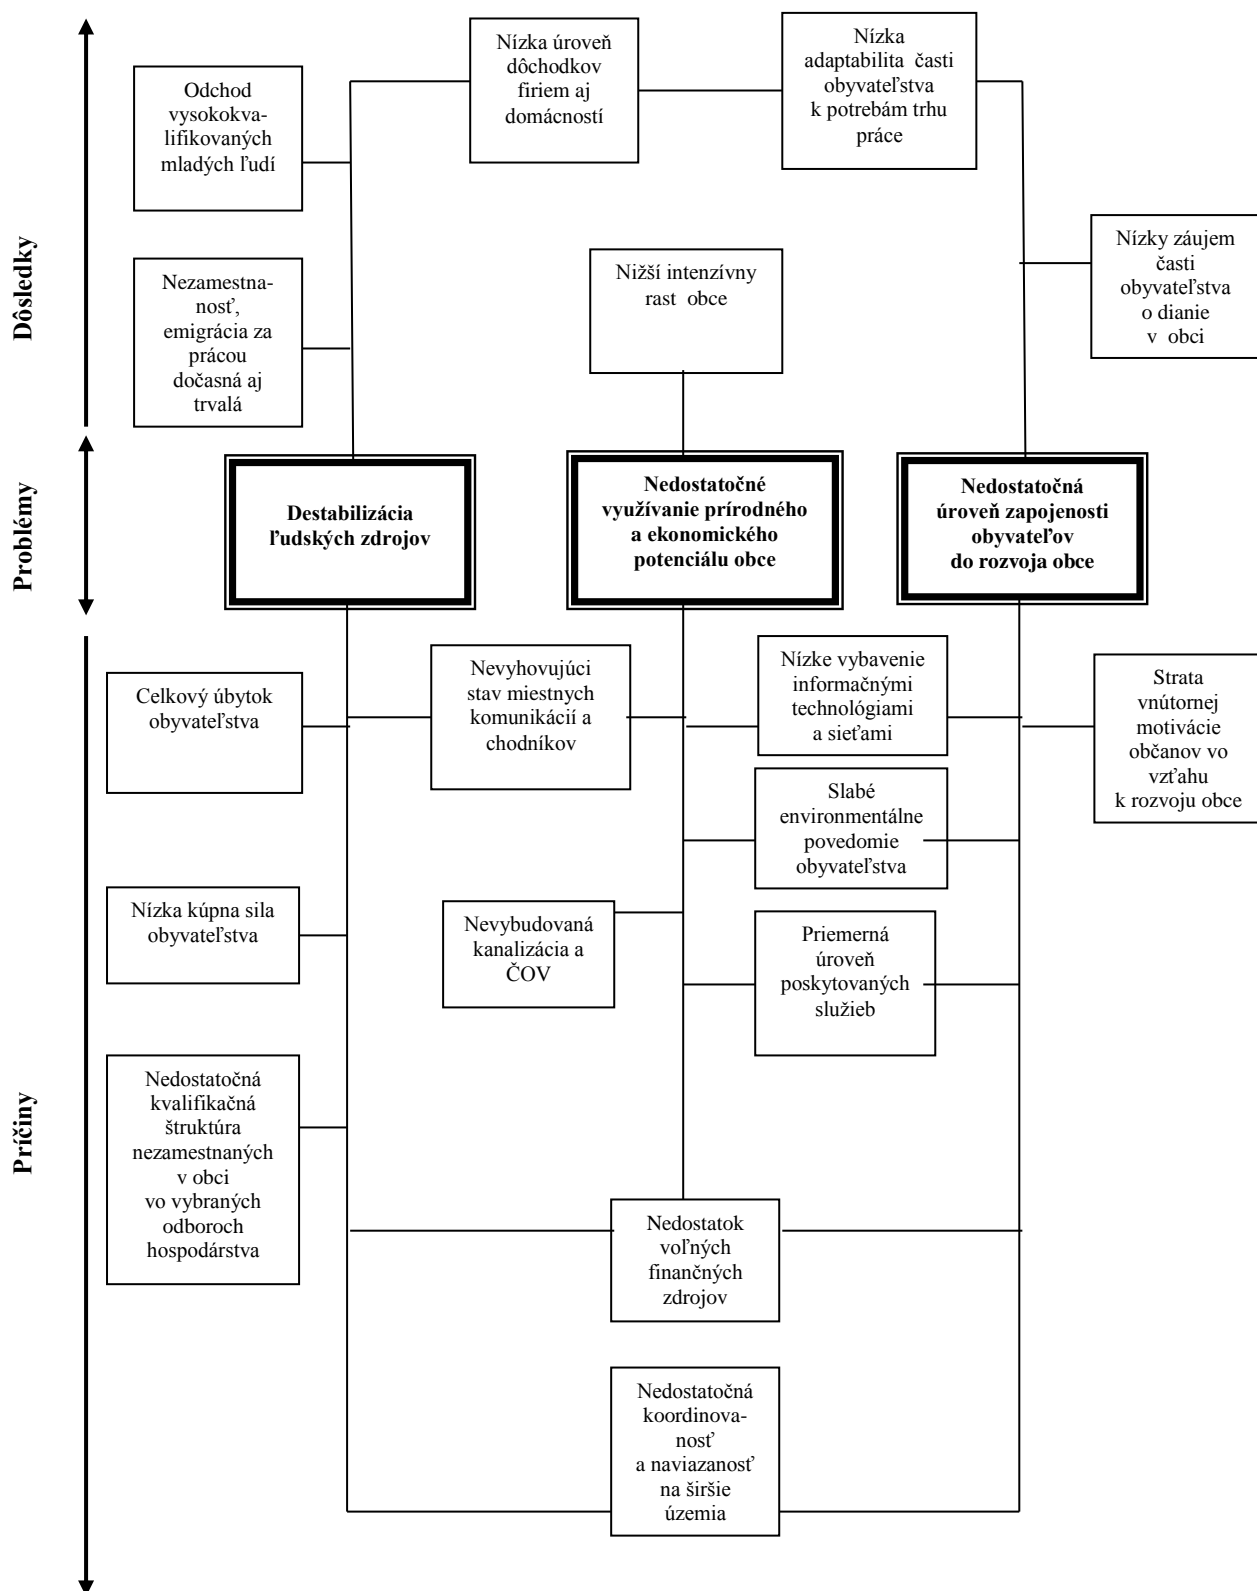 Dôsledky
Odchod
vysokokva-
lifikovaných
mladých ľudí
Nízka úroveň
dôchodkov
firiem aj
domácností
Nízka
adaptabilita časti
obyvateľstva
k potrebám trhu
práce
Nezamestna-
nosť,
emigrácia za
prácou
dočasná aj
trvalá
Nižší intenzívny
rast obce
Nízky záujem
časti
obyvateľstva
o dianie
v obci
Problémy
Destabilizácia
ľudských zdrojov
Nedostatočné
využívanie prírodného
a ekonomického
potenciálu obce
Nedostatočná
úroveň zapojenosti
obyvateľov
do rozvoja obce
Príčiny
Celkový úbytok
obyvateľstva
Nevyhovujúci
stav miestnych
komunikácií a
chodníkov
Nízke vybavenie
informačnými
technológiami
a sieťami
Strata
vnútornej
motivácie
občanov vo
vzťahu
k rozvoju obce
Slabé
environmentálne
povedomie
obyvateľstva
Nízka kúpna sila
obyvateľstva
Nevybudovaná
kanalizácia a
ČOV
Priemerná
úroveň
poskytovaných
služieb
Nedostatočná
kvalifikačná
štruktúra
nezamestnaných
v obci
vo vybraných
odboroch
hospodárstva
Nedostatok
voľných
finančných
zdrojov
Nedostatočná
koordinova-
nosť
a naviazanosť
na širšie
územia